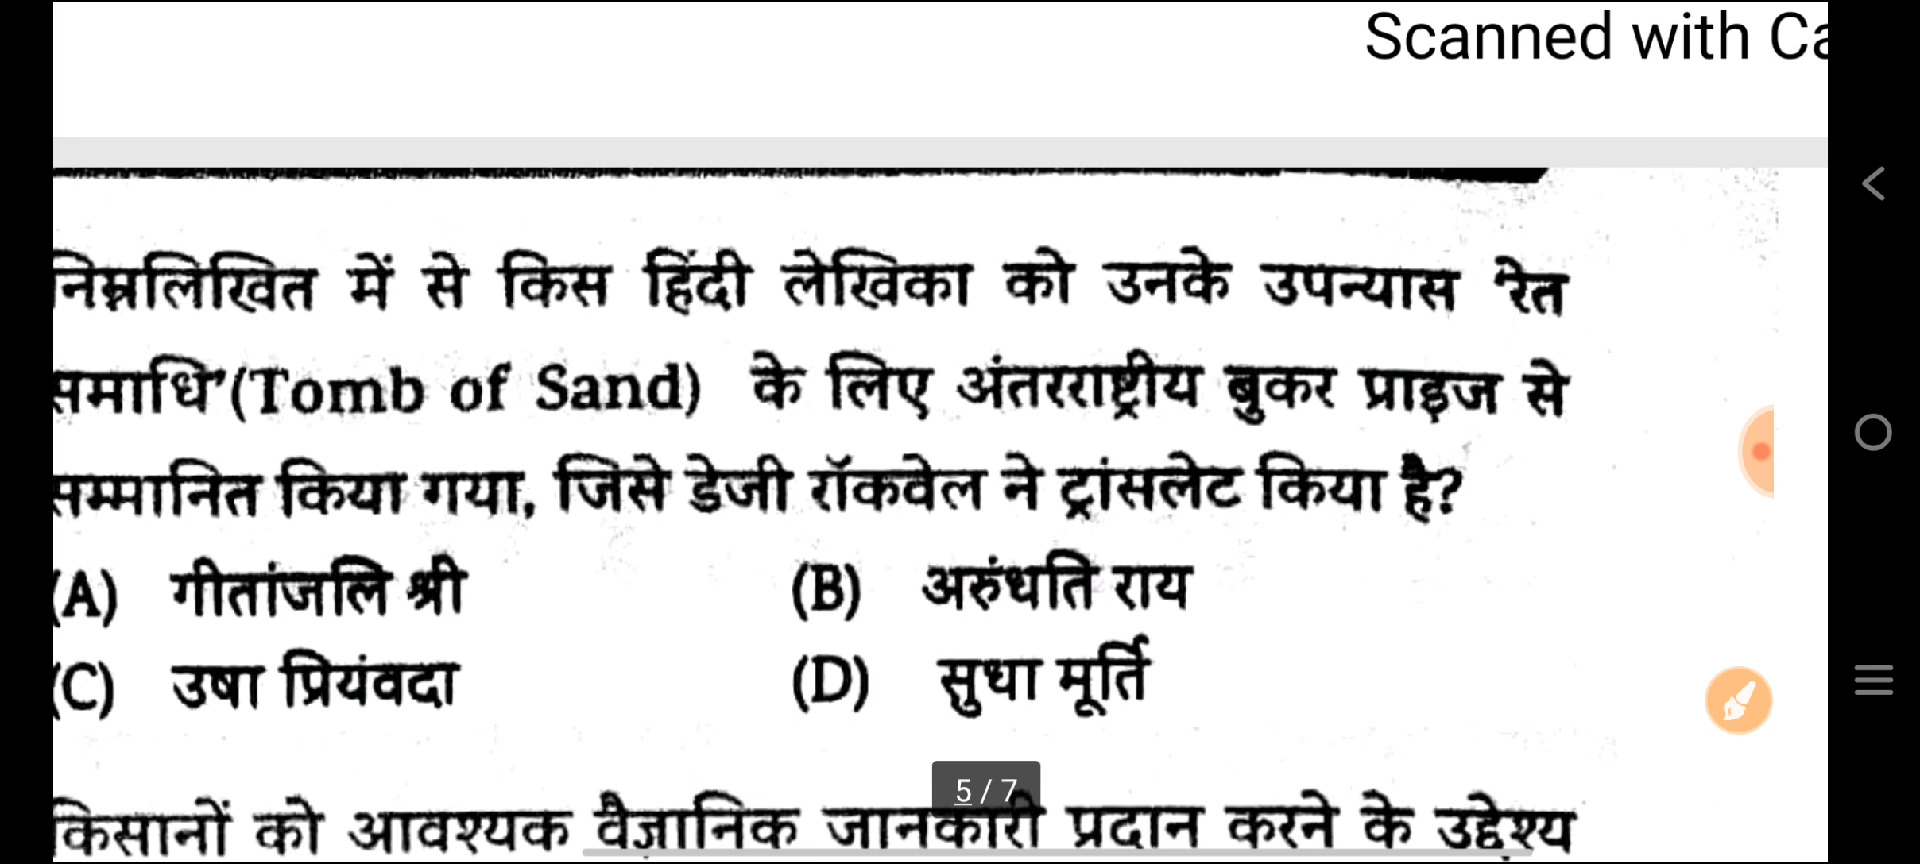 Scanned with Ca
निम्नलिखित में से किस हिंदी लेखिका को उनके उपन्यास 'रेत
समाधि'(Tomb of Sand) के लिए अंतरराष्ट्रीय बुकर प्राइज से
सम्मानित किया गया, जिसे डेजी रॉकवेल ने ट्रांसलेट किया है?
(A) गीतांजलि श्री (B) अरुंधति राय
(C) उषा प्रियंवदा (D) सुधा मूर्ति
5 / 7
किसानों को आवश्यक वैज्ञानिक जानकारी प्रदान करने के उद्देश्य